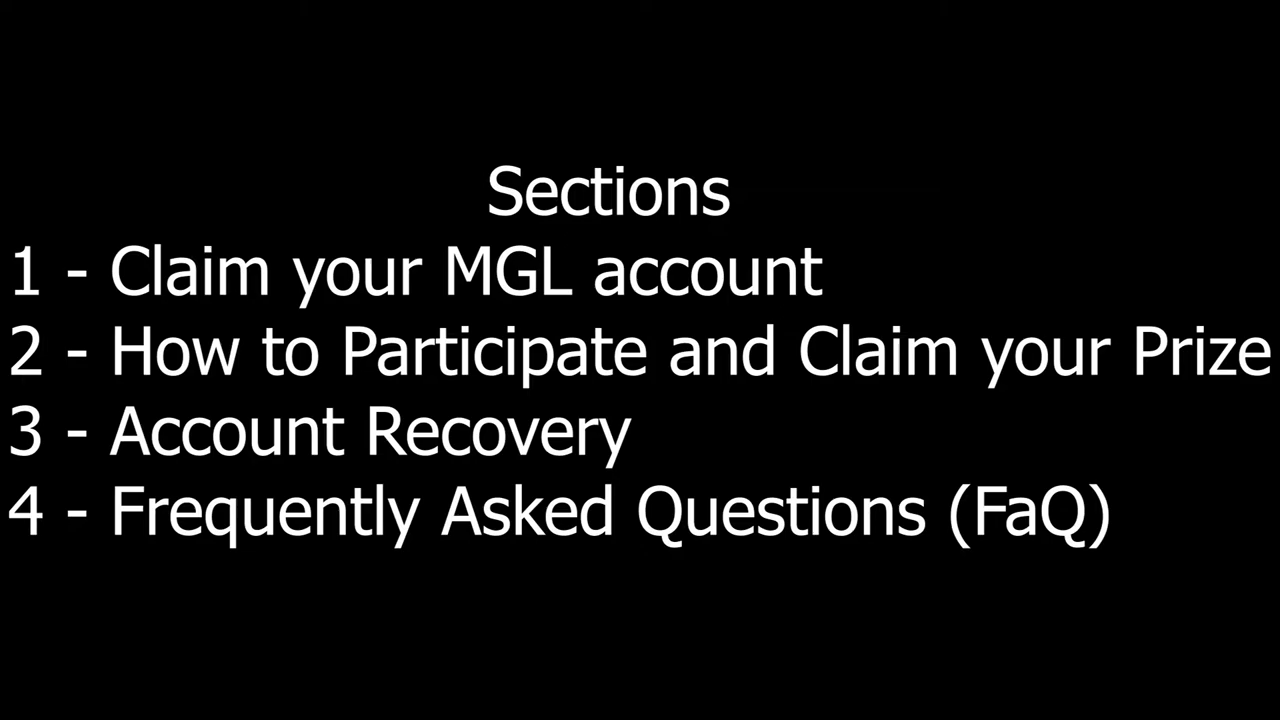 Sections
1 - Claim your MGL account
2 - How to Participate and Claim your Prize
3 - Account Recovery
4 - Frequently Asked Questions (FaQ)